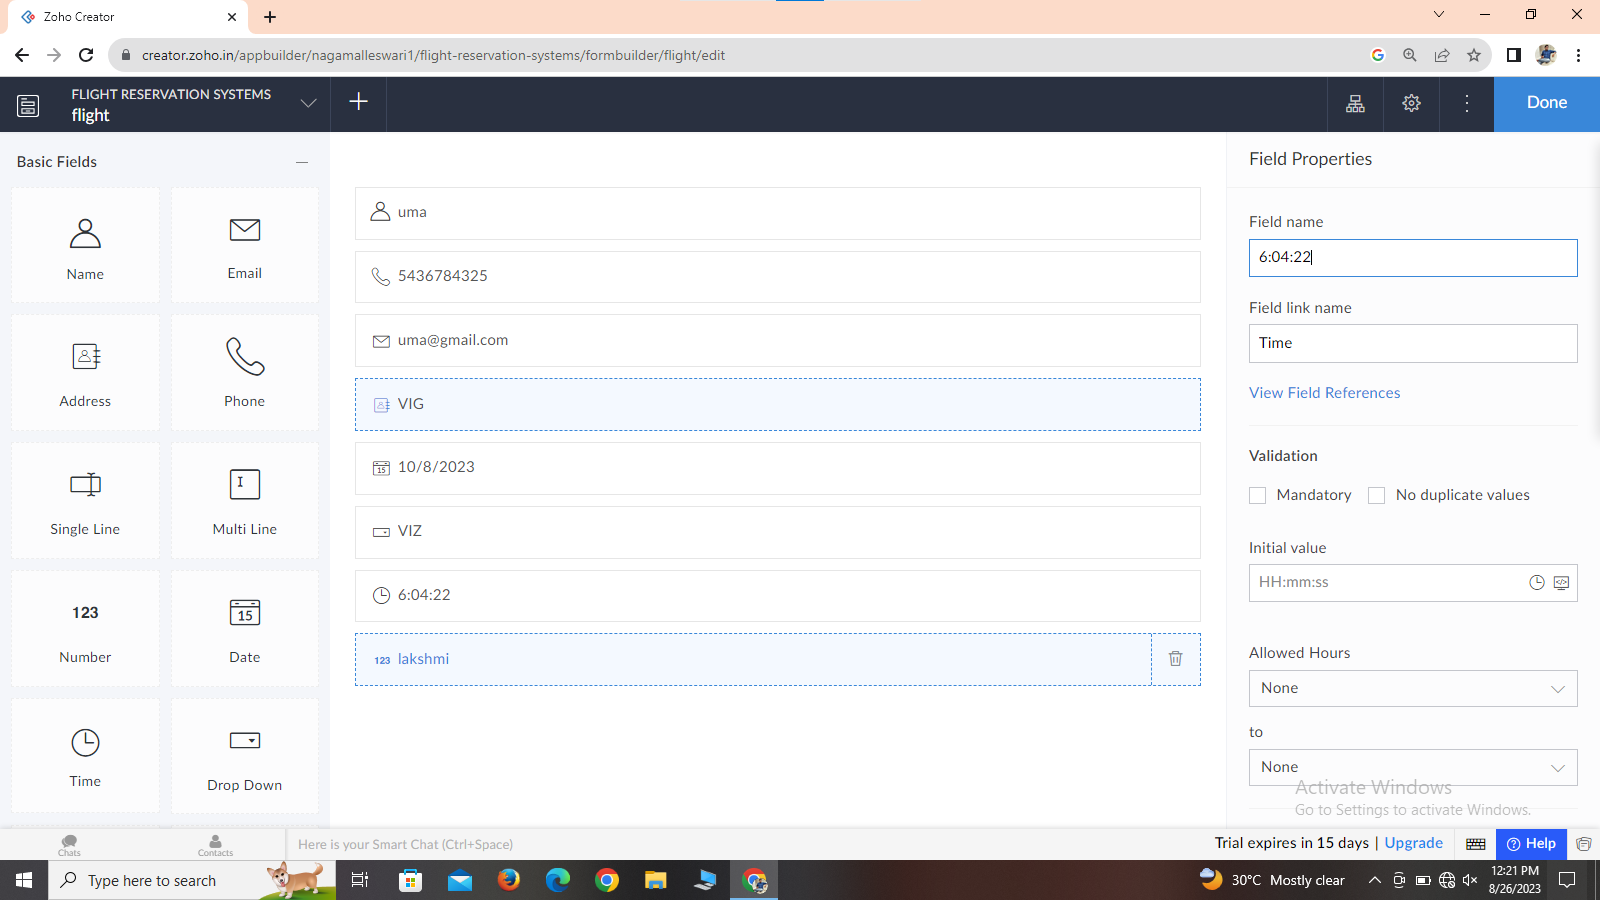 Zoho Creator
creator.zoho.in/appbuilder/nagamalleswari1/flight-reservation-systems/formbuilder/flight/edit
FLIGHT RESERVATION SYSTEMS
flight
Done
Basic Fields
Name
Email
Address
Phone
Single Line
Multi Line
123
Number
15
Date
Time
Drop Down
uma
5436784325
uma@gmail.com
VIG
15 10/8/2023
VIZ
6:04:22
123 lakshmi
Field Properties
Field name
6:04:22
Field link name
Time
View Field References
Validation
Mandatory No duplicate values
Initial value
HH:mm:ss
Allowed Hours
None
to
None
Activate Windows
Go to Settings to activate Windows.
Chats
Contacts
Here is your Smart Chat (Ctrl+Space)
Trial expires in 15 days | Upgrade
Help
Type here to search
30°C Mostly clear
12:21 PM
8/26/2023